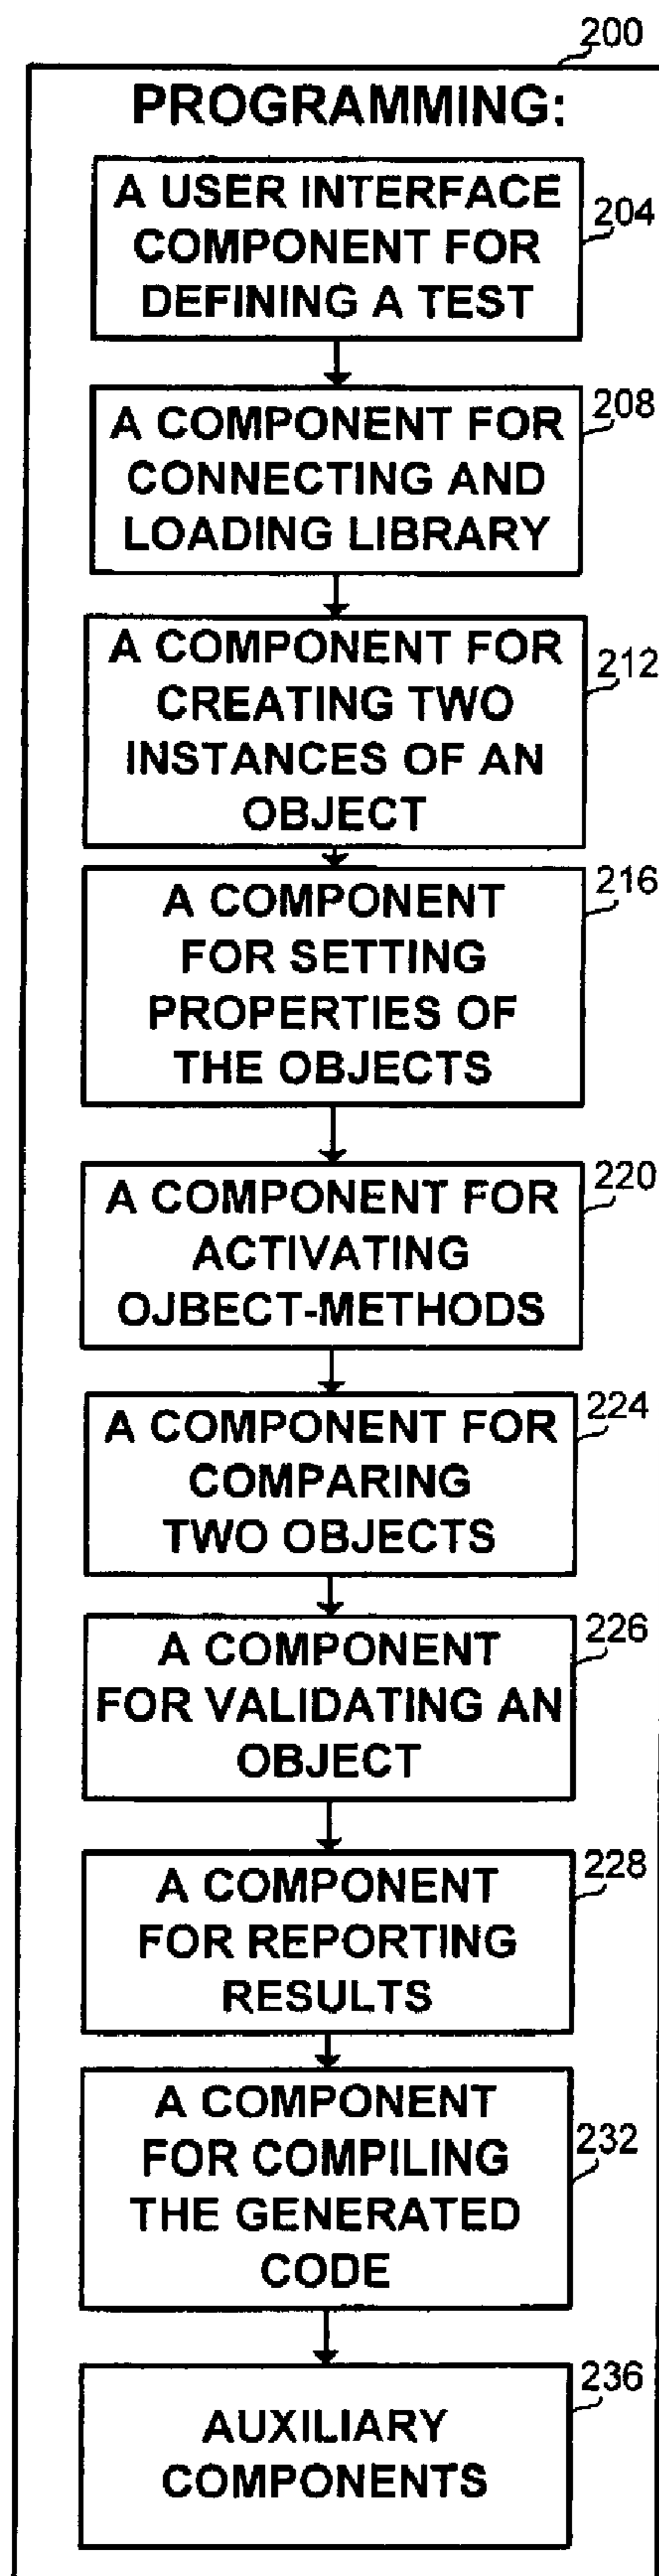 200
PROGRAMMING:
A USER INTERFACE
COMPONENT FOR
DEFINING A TEST
204
A COMPONENT FOR
CONNECTING AND
LOADING LIBRARY
208
A COMPONENT FOR
CREATING TWO
INSTANCES OF AN
OBJECT
212
A COMPONENT
FOR SETTING
PROPERTIES OF
THE OBJECTS
216
A COMPONENT FOR
ACTIVATING
OJBECT-METHODS
220
A COMPONENT FOR
COMPARING
TWO OBJECTS
224
A COMPONENT
FOR VALIDATING AN
OBJECT
226
A COMPONENT
FOR REPORTING
RESULTS
228
A COMPONENT
FOR COMPILING
THE GENERATED
CODE
232
AUXILIARY
COMPONENTS
236